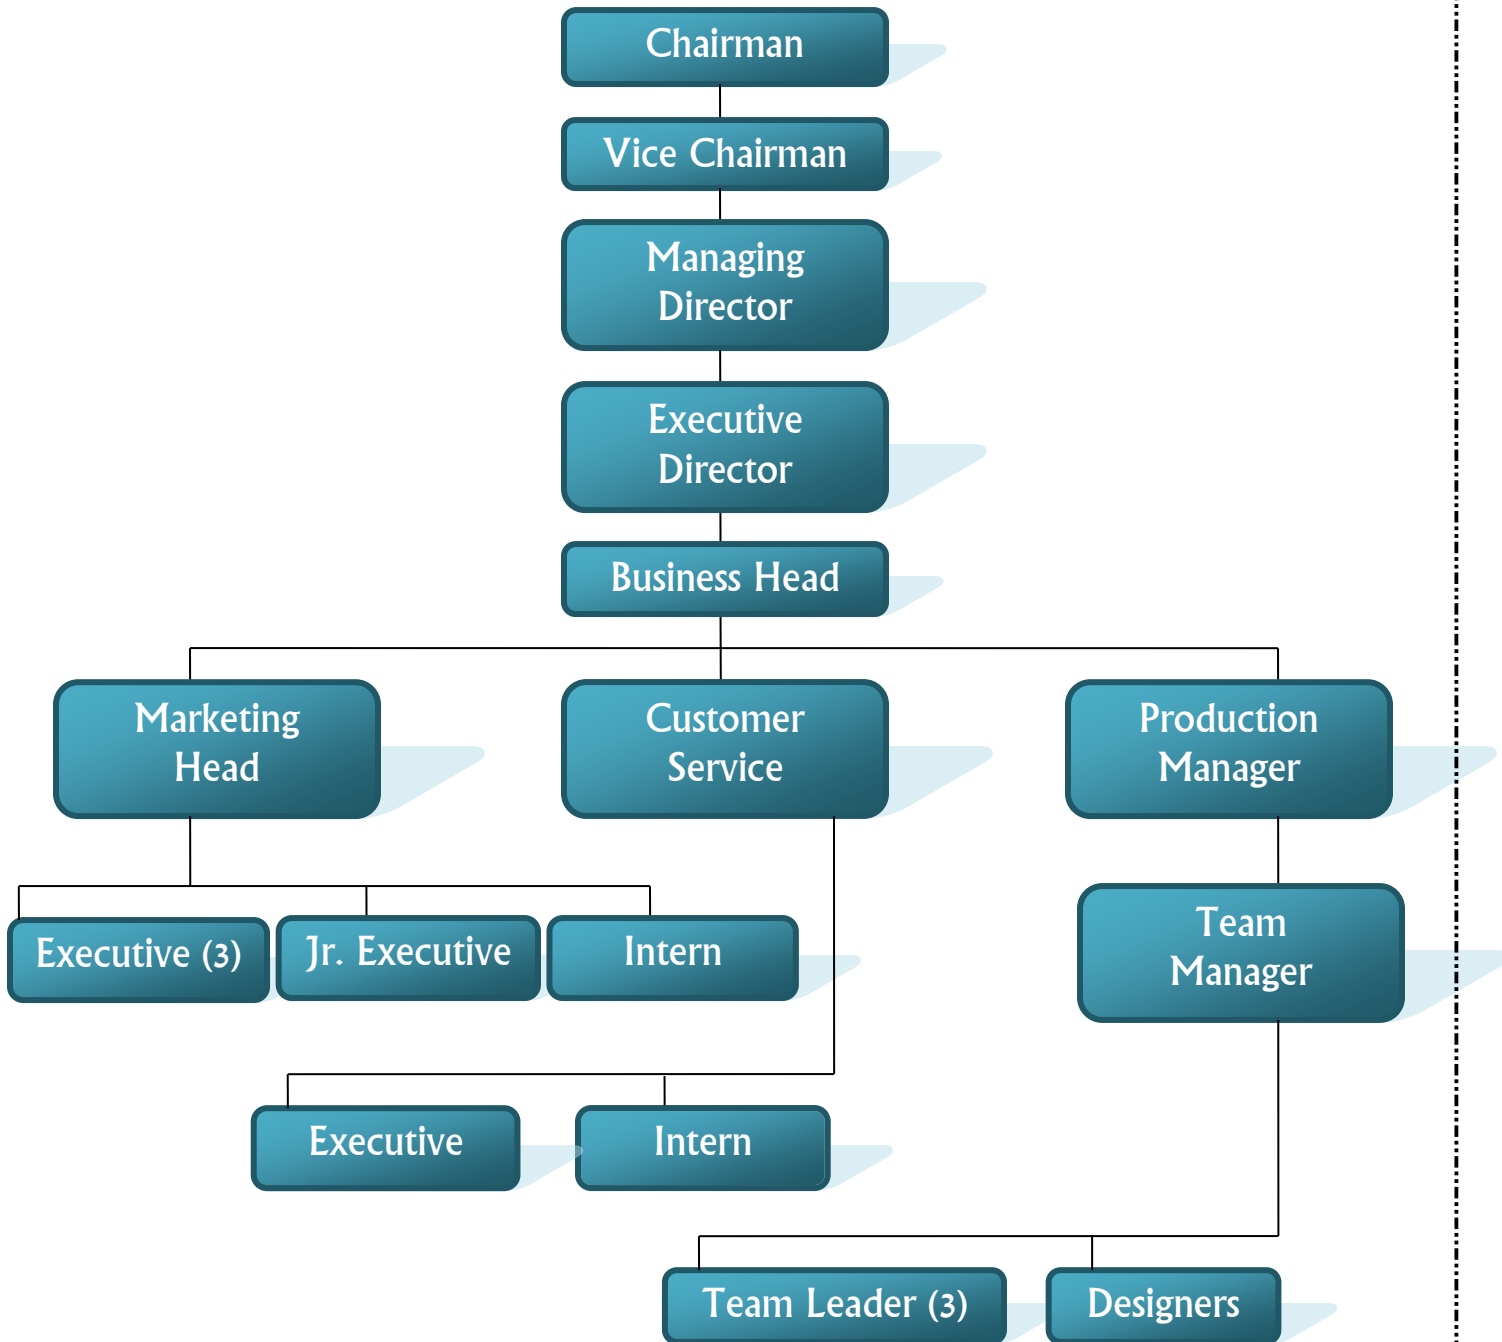 Chairman
Vice Chairman
Managing
Director
Executive
Director
Business Head
Marketing
Head
Customer
Service
Production
Manager
Team
Manager
Executive (3)
Jr. Executive
Intern
Executive
Intern
Team Leader (3)
Designers